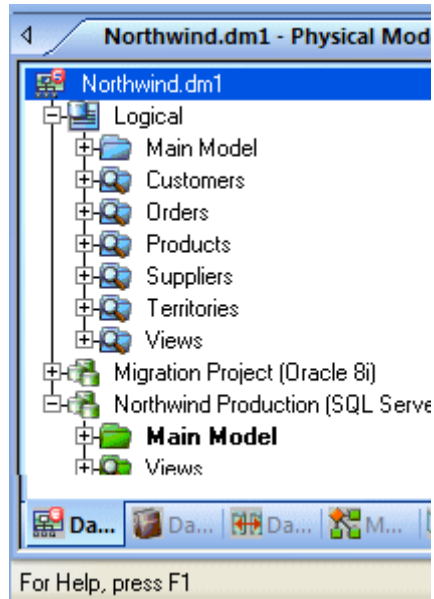 Northwind.dm1 - Physical Mod
Northwind.dm1
Logical
Main Model
Customers
Orders
Products
Suppliers
Territories
Views
Migration Project (Oracle 8i)
Northwind Production (SQL Serve
Main Model
Views
Da... Da... Da... M...
For Help, press F1